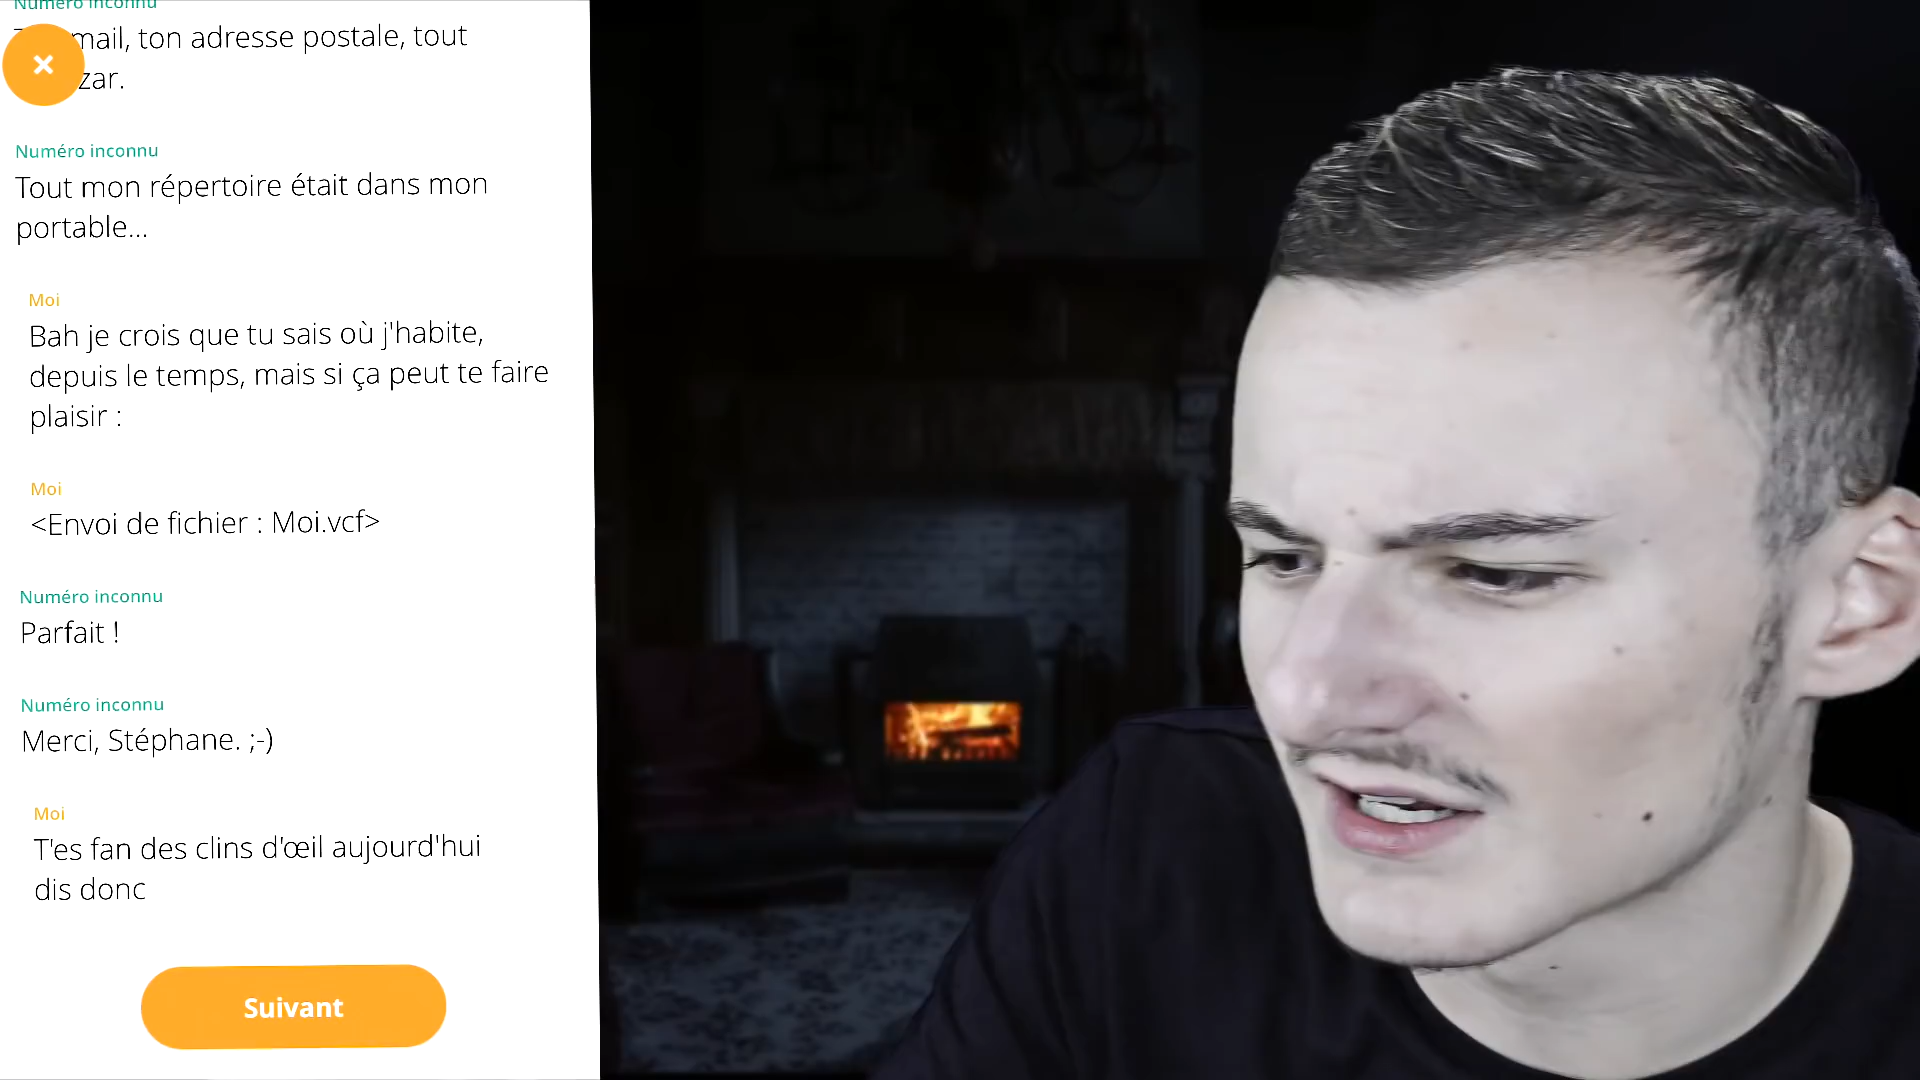 Numéro inconnu
mail, ton adresse postale, tout
zar.
Numéro inconnu
Tout mon répertoire était dans mon
portable...
Moi
Bah je crois que tu sais où j'habite,
depuis le temps, mais si ça peut te faire
plaisir :
Moi
<Envoi de fichier : Moi.vcf>
Numéro inconnu
Parfait !
Numéro inconnu
Merci, Stéphane. ;-)
Moi
T'es fan des clins d'œil aujourd'hui
dis donc
Suivant